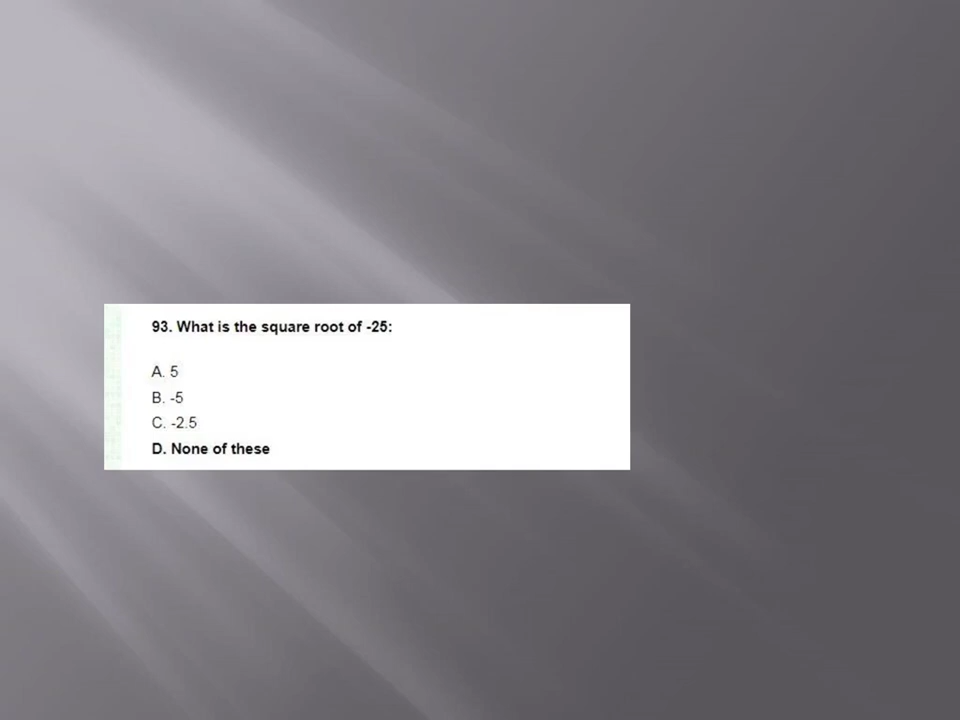 93. What is the square root of -25:
A. 5
B. -5
C. -2.5
D. None of these